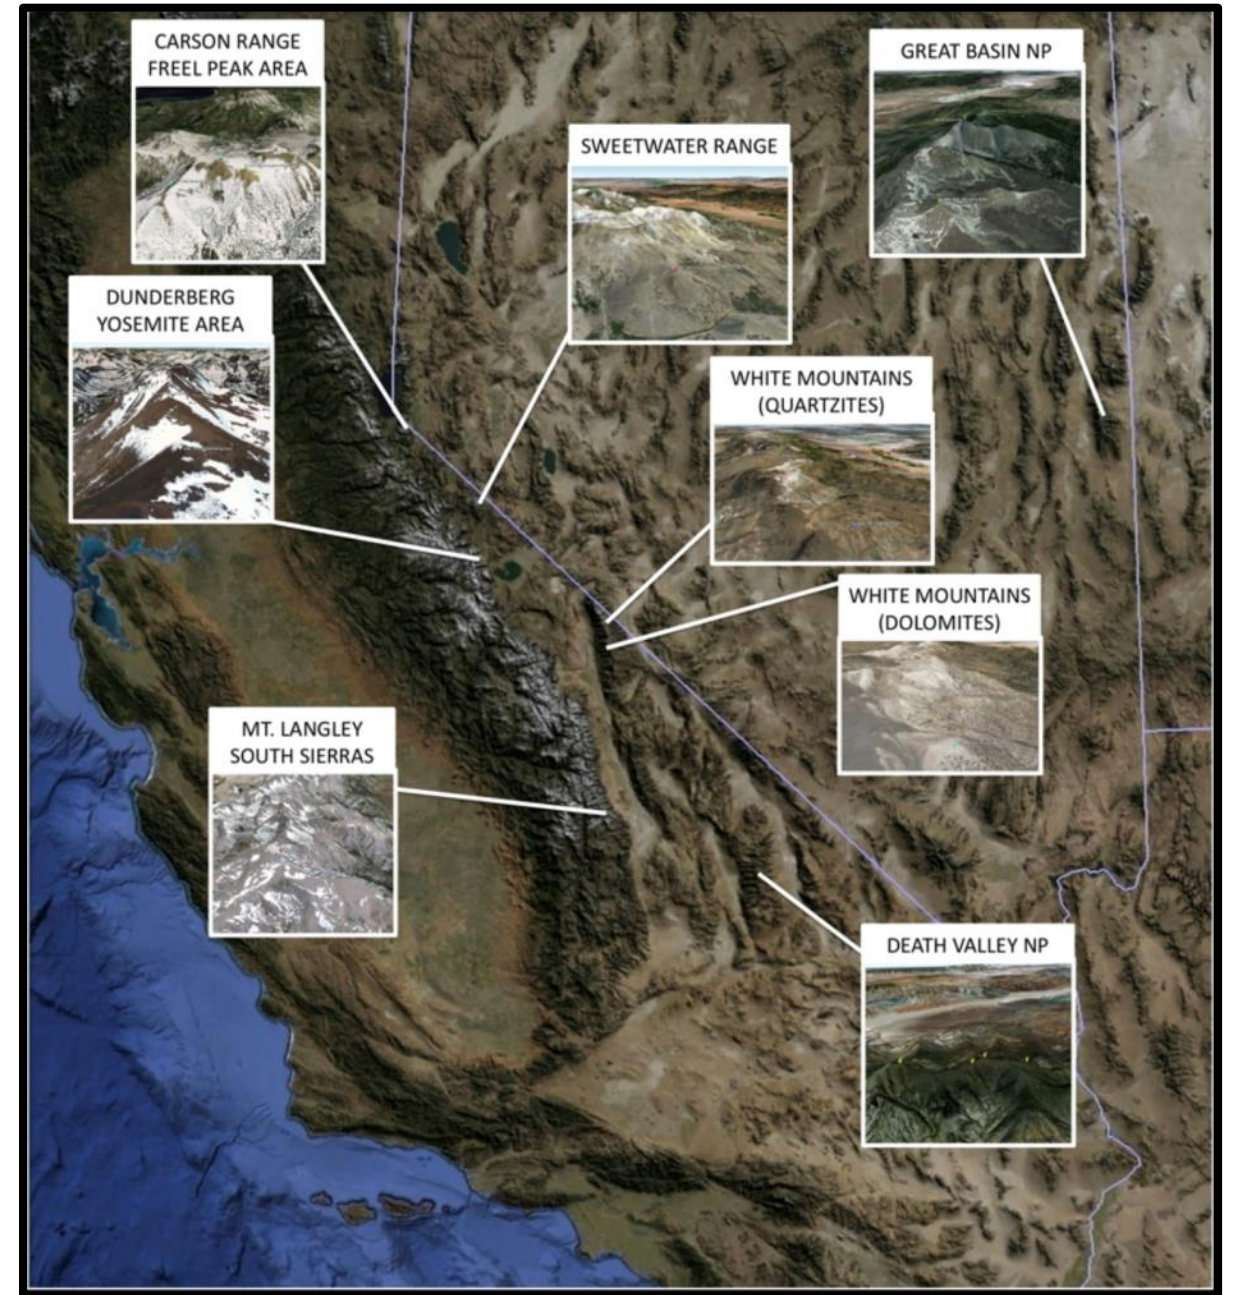 CARSON RANGE
FREEL PEAK AREA
GREAT BASIN NP
SWEETWATER RANGE
DUNDERBERG
YOSEMITE AREA
WHITE MOUNTAINS
(QUARTZITES)
WHITE MOUNTAINS
(DOLOMITES)
MT. LANGLEY
SOUTH SIERRAS
DEATH VALLEY NP